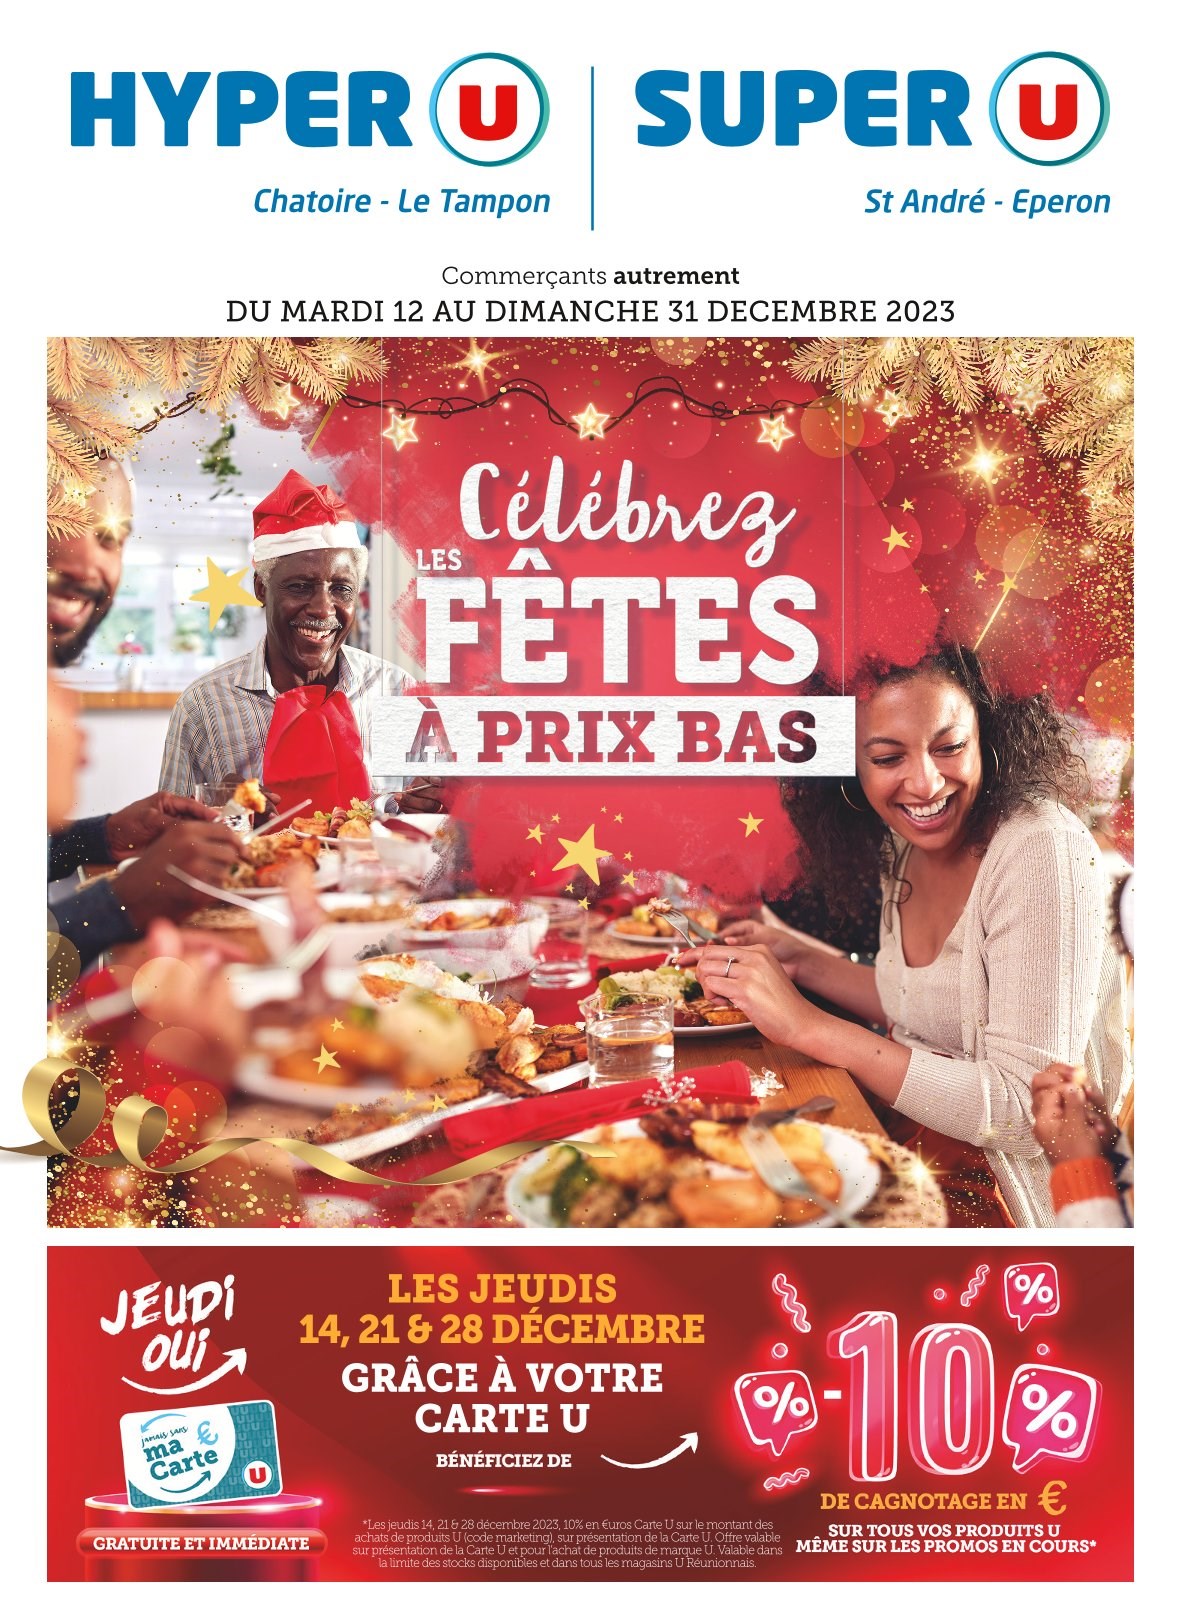 HYPER U
Chatoire - Le Tampon
SUPER U
St André - Eperon
Commerçants autrement
DU MARDI 12 AU DIMANCHE 31 DECEMBRE 2023
Célébrez
LES
FÊTES
À PRIX BAS
JEUDI
OUI
jamais sans
ma €
Carte
U
GRATUITE ET IMMÉDIATE
LES JEUDIS
14, 21 & 28 DÉCEMBRE
GRÂCE À VOTRE
CARTE U
BÉNÉFICIEZ DE
*Les jeudis 14, 21 & 28 décembre 2023, 10% en €uros Carte U sur le montant des
achats de produits U (code marketing), sur présentation de la Carte U. Offre valable
sur présentation de la Carte U et pour l'achat de produits de marque U. Valable dans
la limite des stocks disponibles et dans tous les magasins U Réunionnais.
%
% -10 %
DE CAGNOTAGE EN €
SUR TOUS VOS PRODUITS U
MÊME SUR LES PROMOS EN COURS*